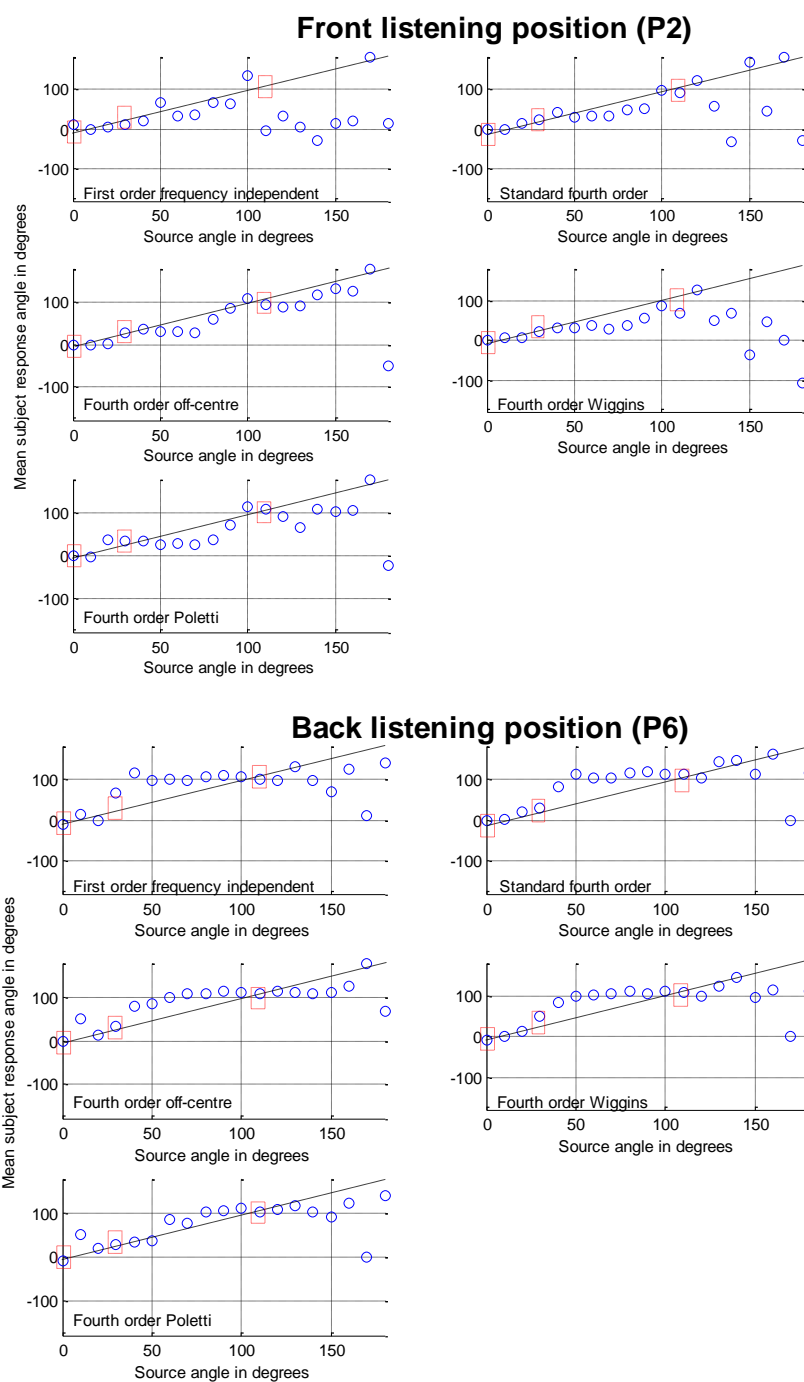 Front listening position (P2)
Mean subject response angle in degrees
100
0
-100
First order frequency independent
0 50 100 150
Source angle in degrees
100
0
-100
Standard fourth order
0 50 100 150
Source angle in degrees
100
0
-100
Fourth order off-centre
0 50 100 150
Source angle in degrees
100
0
-100
Fourth order Wiggins
0 50 100 150
Source angle in degrees
100
0
-100
Fourth order Poletti
0 50 100 150
Source angle in degrees
Back listening position (P6)
Mean subject response angle in degrees
100
0
-100
First order frequency independent
0 50 100 150
Source angle in degrees
100
0
-100
Standard fourth order
0 50 100 150
Source angle in degrees
100
0
-100
Fourth order off-centre
0 50 100 150
Source angle in degrees
100
0
-100
Fourth order Wiggins
0 50 100 150
Source angle in degrees
100
0
-100
Fourth order Poletti
0 50 100 150
Source angle in degrees